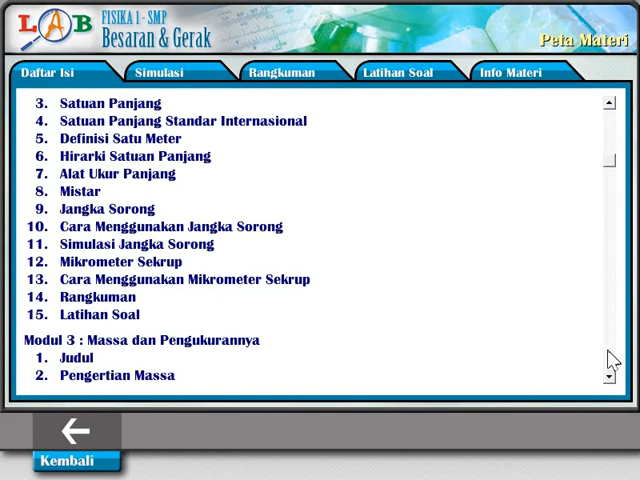 LAB
FISIKA 1 - SMP
Besaran & Gerak
Peta Materi
Daftar Isi
Simulasi
Rangkuman
Latihan Soal
Info Materi
3. Satuan Panjang
4. Satuan Panjang Standar Internasional
5. Definisi Satu Meter
6. Hirarki Satuan Panjang
7. Alat Ukur Panjang
8. Mistar
9. Jangka Sorong
10. Cara Menggunakan Jangka Sorong
11. Simulasi Jangka Sorong
12. Mikrometer Sekrup
13. Cara Menggunakan Mikrometer Sekrup
14. Rangkuman
15. Latihan Soal
Modul 3 : Massa dan Pengukurannya
1. Judul
2. Pengertian Massa
Kembali